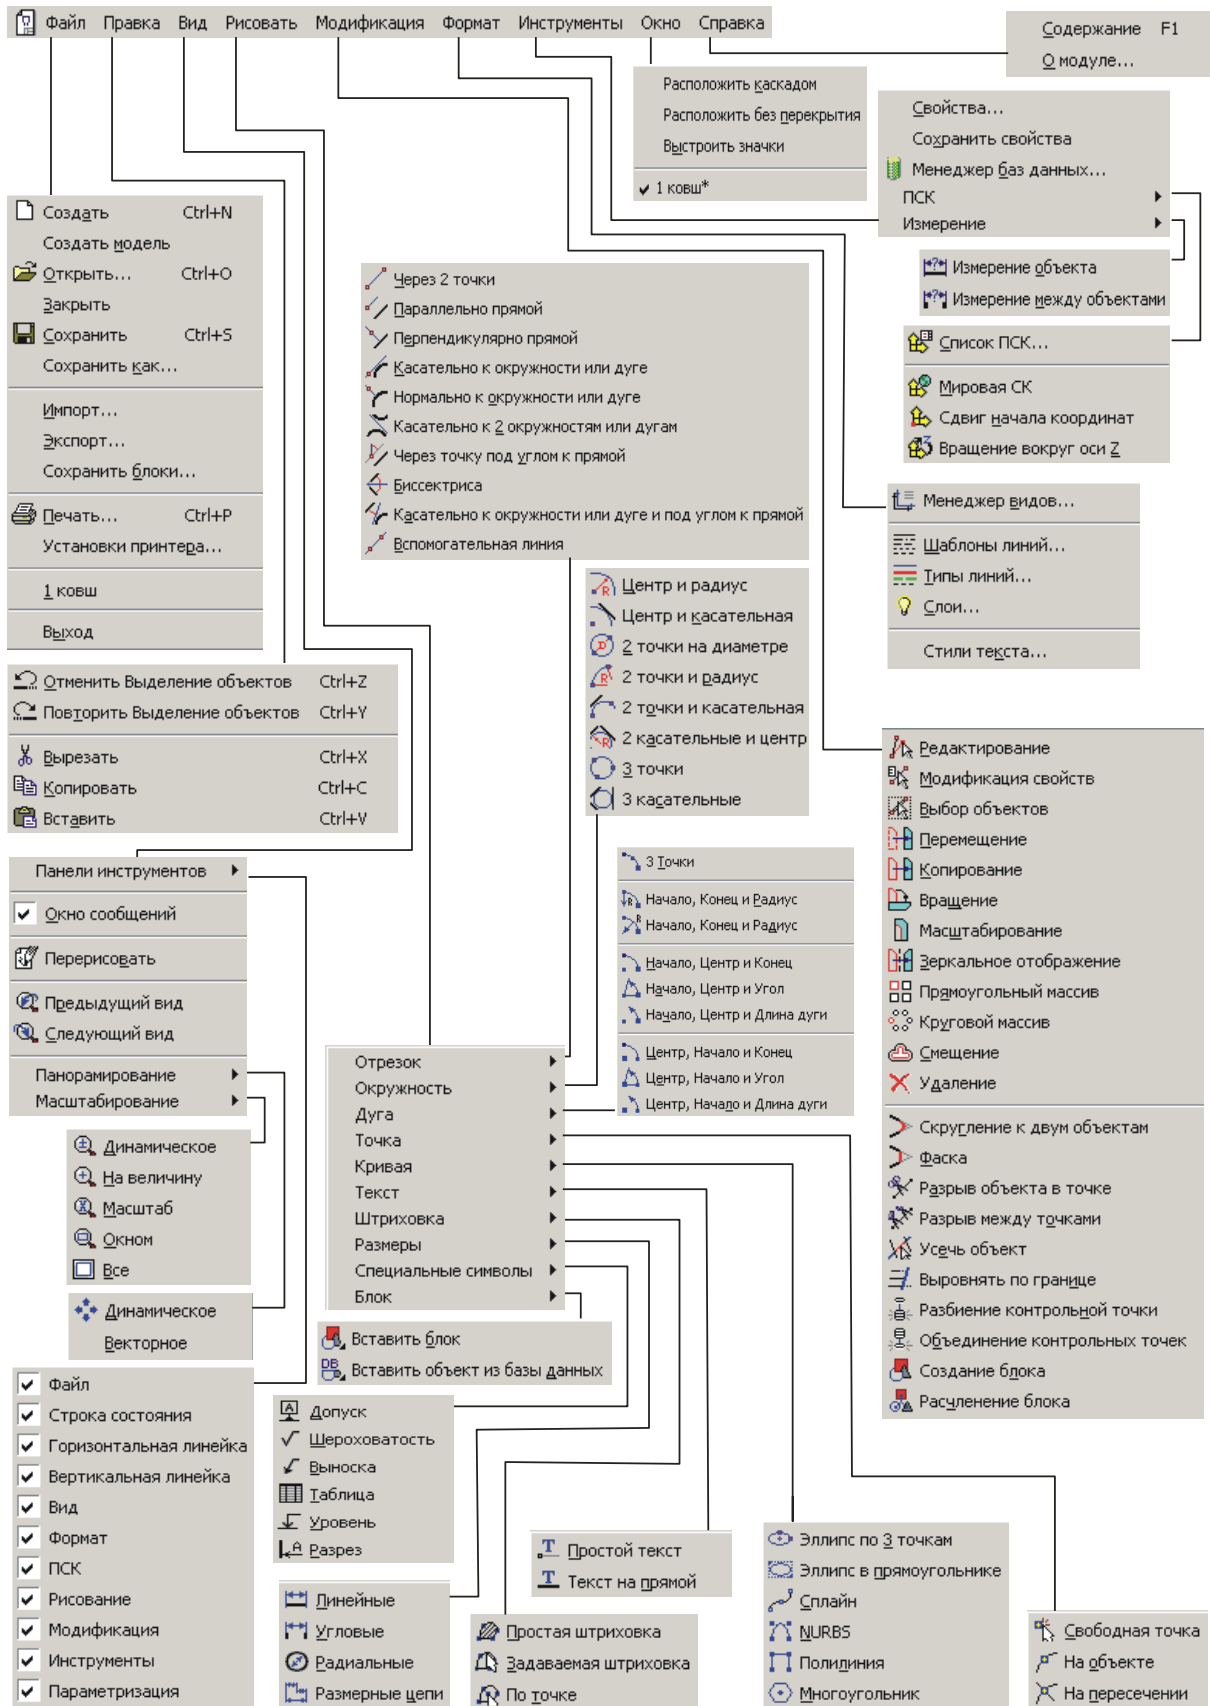 Файл Правка Вид Рисовать Модификация Формат Инструменты Окно Справка
Содержание F1
О модуле...
Расположить каскадом
Расположить без перекрытия
Выстроить значки
1 ковш*
Свойства...
Сохранить свойства
Менеджер баз данных...
ПСК
Измерение
Измерение объекта
Измерение между объектами
Список ПСК...
Мировая СК
Сдвиг начала координат
Вращение вокруг оси Z
Создать Ctrl+N
Создать модель
Открыть... Ctrl+O
Закрыть
Сохранить Ctrl+S
Сохранить как...
Импорт...
Экспорт...
Сохранить блоки...
Печать... Ctrl+P
Установки принтера...
1 ковш
Выход
Через 2 точки
Параллельно прямой
Перпендикулярно прямой
Касательно к окружности или дуге
Нормально к окружности или дуге
Касательно к 2 окружностям или дугам
Через точку под углом к прямой
Биссектриса
Касательно к окружности или дуге и под углом к прямой
Вспомогательная линия
Менеджер видов...
Шаблоны линий...
Типы линий...
Слои...
Стили текста...
Центр и радиус
Центр и касательная
2 точки на диаметре
2 точки и радиус
2 точки и касательная
2 касательные и центр
3 точки
3 касательные
Отменить Выделение объектов Ctrl+Z
Повторить Выделение объектов Ctrl+Y
Вырезать Ctrl+X
Копировать Ctrl+C
Вставить Ctrl+V
Редактирование
Модификация свойств
Выбор объектов
Перемещение
Копирование
Вращение
Масштабирование
Зеркальное отображение
Прямоугольный массив
Круговой массив
Смещение
Удаление
Скругление к двум объектам
Фаска
Разрыв объекта в точке
Разрыв между точками
Усечь объект
Выровнять по границе
Разбиение контрольной точки
Объединение контрольных точек
Создание блока
Расчленение блока
Панели инструментов
Окно сообщений
Перерисовать
Предыдущий вид
Следующий вид
Панорамирование
Масштабирование
3 Точки
Начало, Конец и Радиус
Начало, Конец и Радиус
Начало, Центр и Конец
Начало, Центр и Угол
Начало, Центр и Длина дуги
Центр, Начало и Конец
Центр, Начало и Угол
Центр, Начало и Длина дуги
Отрезок
Окружность
Дуга
Точка
Кривая
Текст
Штриховка
Размеры
Специальные символы
Блок
Динамическое
На величину
Масштаб
Окном
Все
Динамическое
Векторное
Вставить блок
Вставить объект из базы данных
Файл
Строка состояния
Горизонтальная линейка
Вертикальная линейка
Вид
Формат
ПСК
Рисование
Модификация
Инструменты
Параметризация
Допуск
Шероховатость
Выноска
Таблица
Уровень
Разрез
Линейные
Угловые
Радиальные
Размерные цепи
Простой текст
Текст на прямой
Простая штриховка
Задаваемая штриховка
По точке
Эллипс по 3 точкам
Эллипс в прямоугольнике
Сплайн
NURBS
Полилиния
Многоугольник
Свободная точка
На объекте
На пересечении